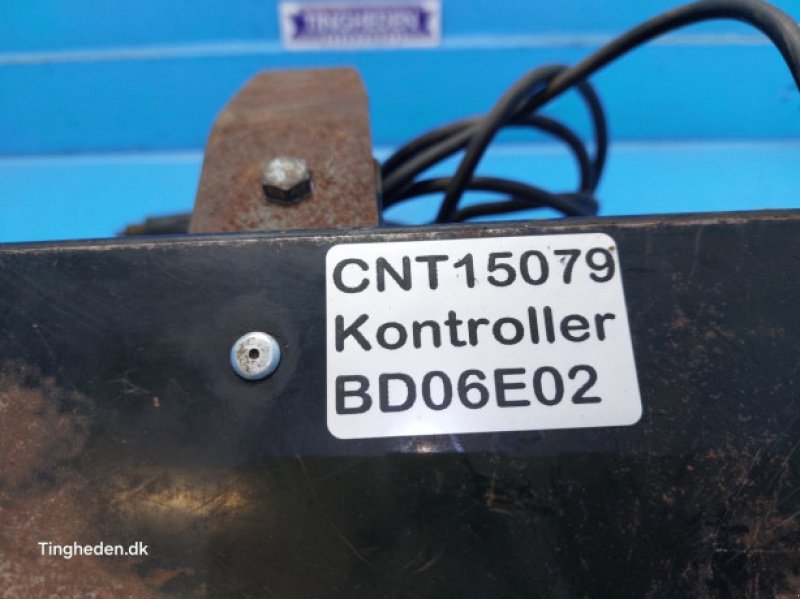 TINGHEDEN
CNT15079
Kontroller
BD06E02
Tingheden.dk